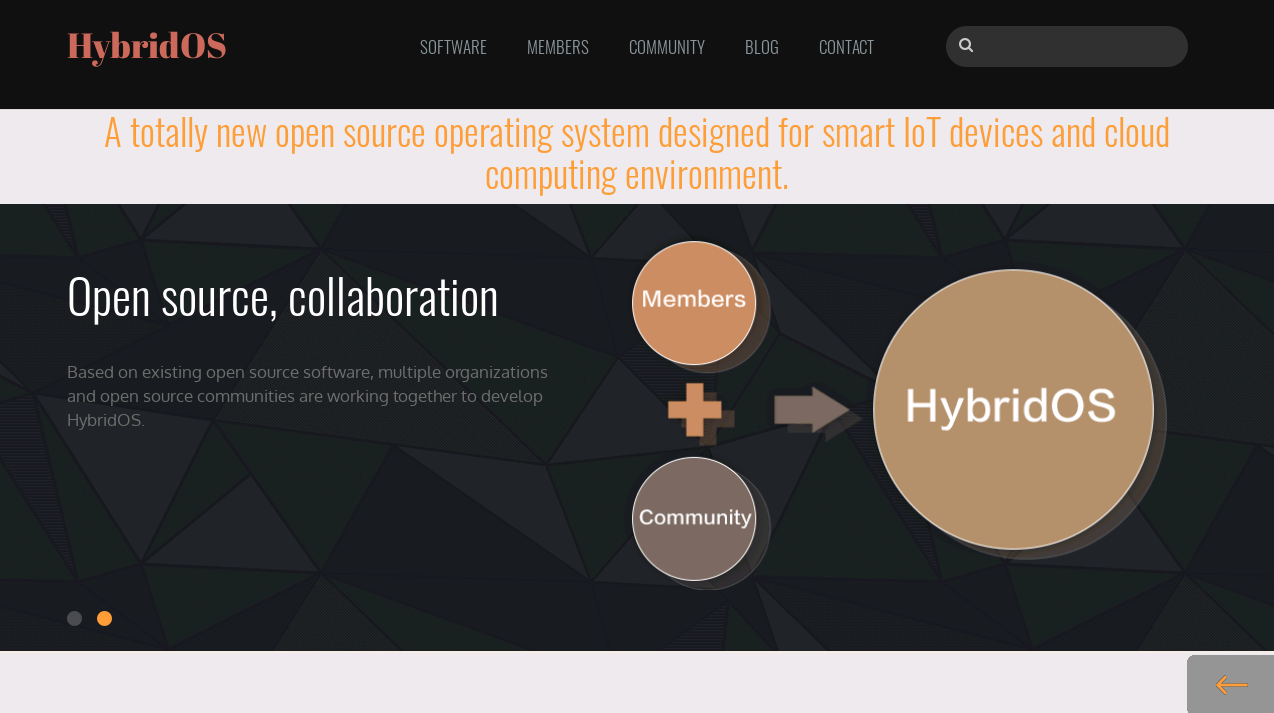 HybridOS
SOFTWARE
MEMBERS
COMMUNITY
BLOG
CONTACT
A totally new open source operating system designed for smart IoT devices and cloud
computing environment.
Open source, collaboration
Based on existing open source software, multiple organizations
and open source communities are working together to develop
HybridOS.
Members
Community
HybridOS